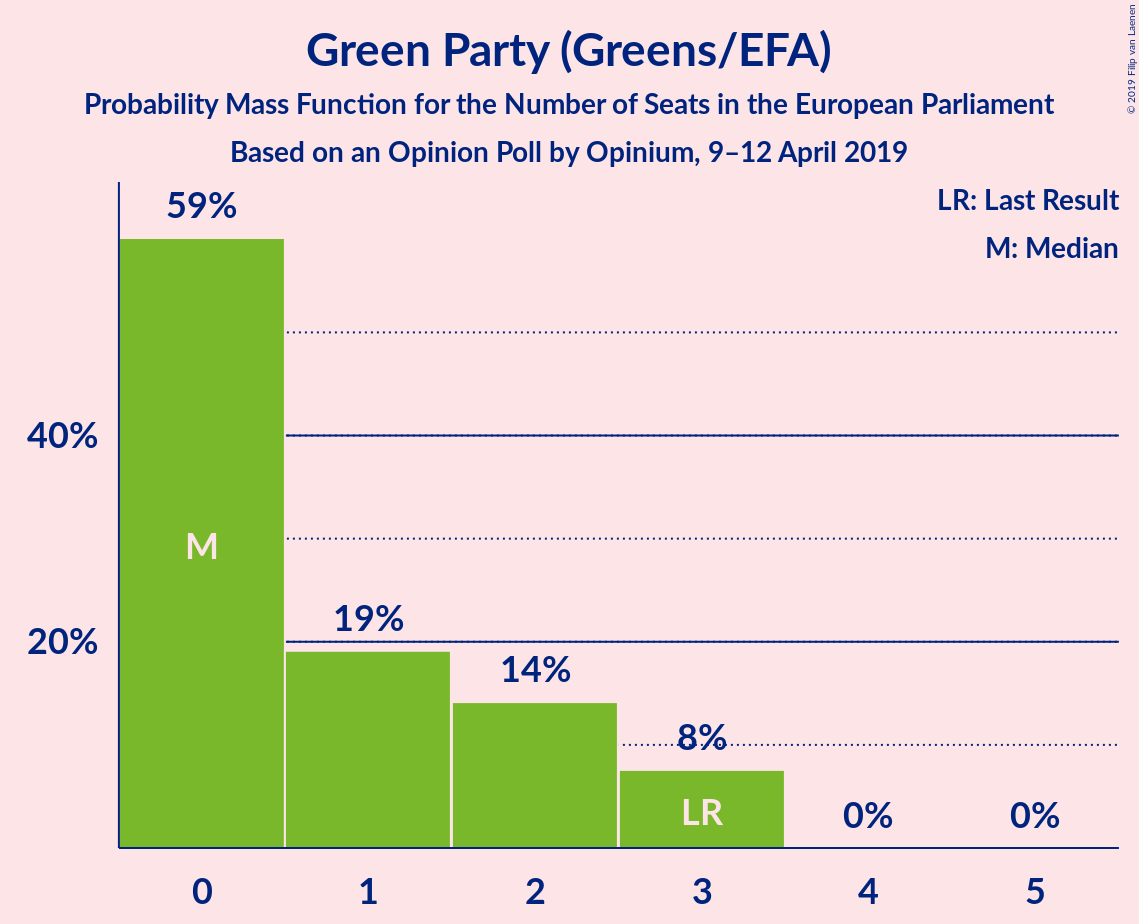 Green Party (Greens/EFA)
Probability Mass Function for the Number of Seats in the European Parliament
Based on an Opinion Poll by Opinium, 9–12 April 2019
© 2019 Filip van Laenen
LR: Last Result
M: Median
59%
40%
M
19%
20%
14%
8%
LR
0%
0%
0 1 2 3 4 5